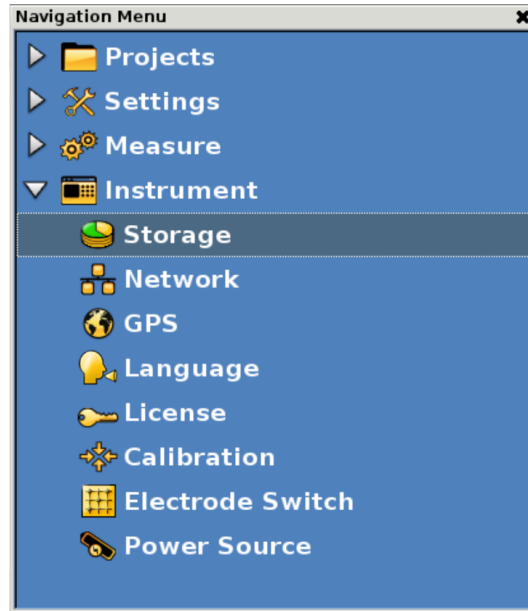 Navigation Menu
Projects
Settings
Measure
Instrument
Storage
Network
GPS
Language
License
Calibration
Electrode Switch
Power Source